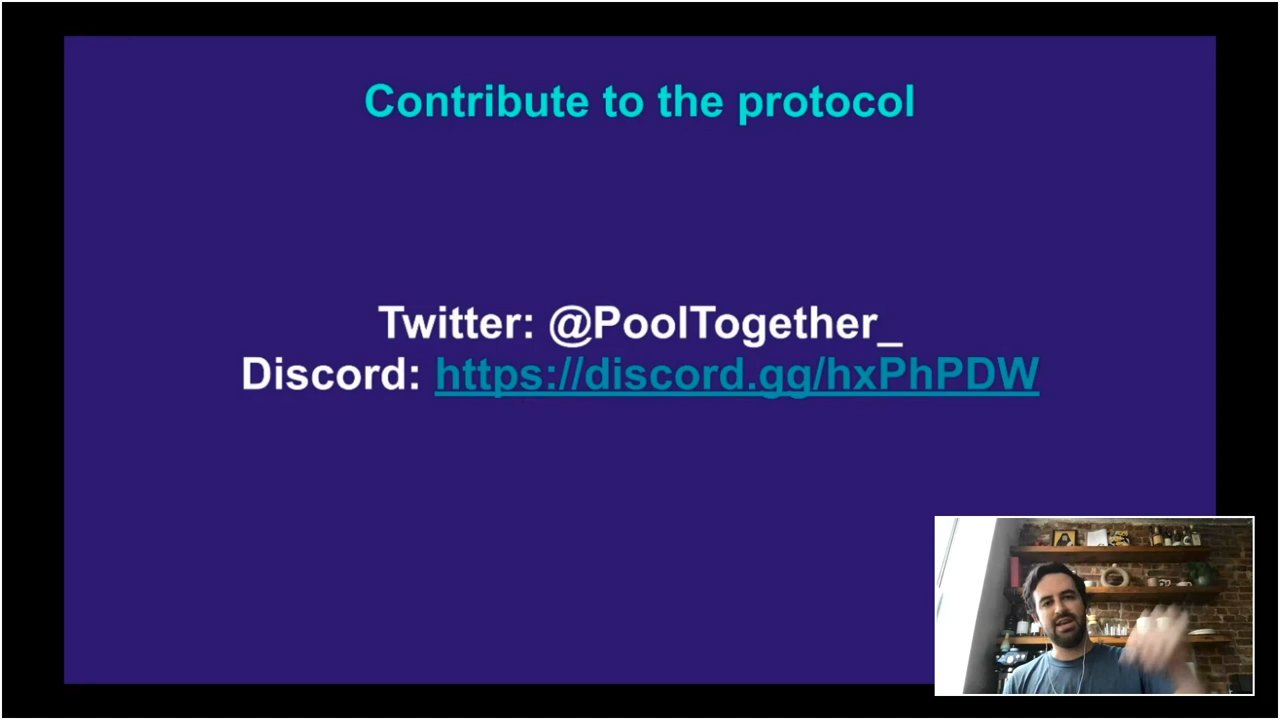 Contribute to the protocol
Twitter: @PoolTogether_
Discord: https://discord.gg/hxPhPDW